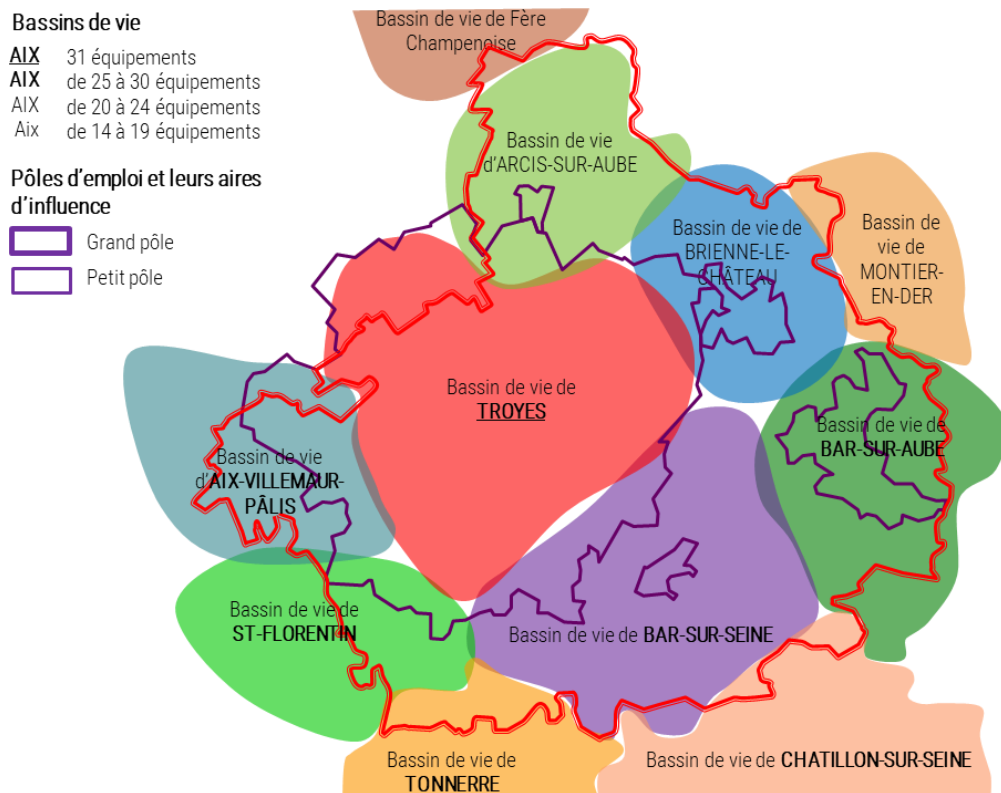 Bassins de vie
AIX 31 équipements
AIX de 25 à 30 équipements
AIX de 20 à 24 équipements
Aix de 14 à 19 équipements
Pôles d'emploi et leurs aires
d'influence
Grand pôle
Petit pôle
Bassin de vie de Fère
Champenoise
Bassin de vie
d'ARCIS-SUR-AUBE
Bassin de vie de
BRIENNE-LE-
CHÂTEAU
Bassin de
vie de
MONTIER-
EN-DER
Bassin de vie de
TROYES
Bassin de vie de
BAR-SUR-AUBE
Bassin de vie
d'AIX-VILLEMAUR-
PÂLIS
Bassin de vie de
ST-FLORENTIN
Bassin de vie de BAR-SUR-SEINE
Bassin de vie de
TONNERRE
Bassin de vie de CHATILLON-SUR-SEINE